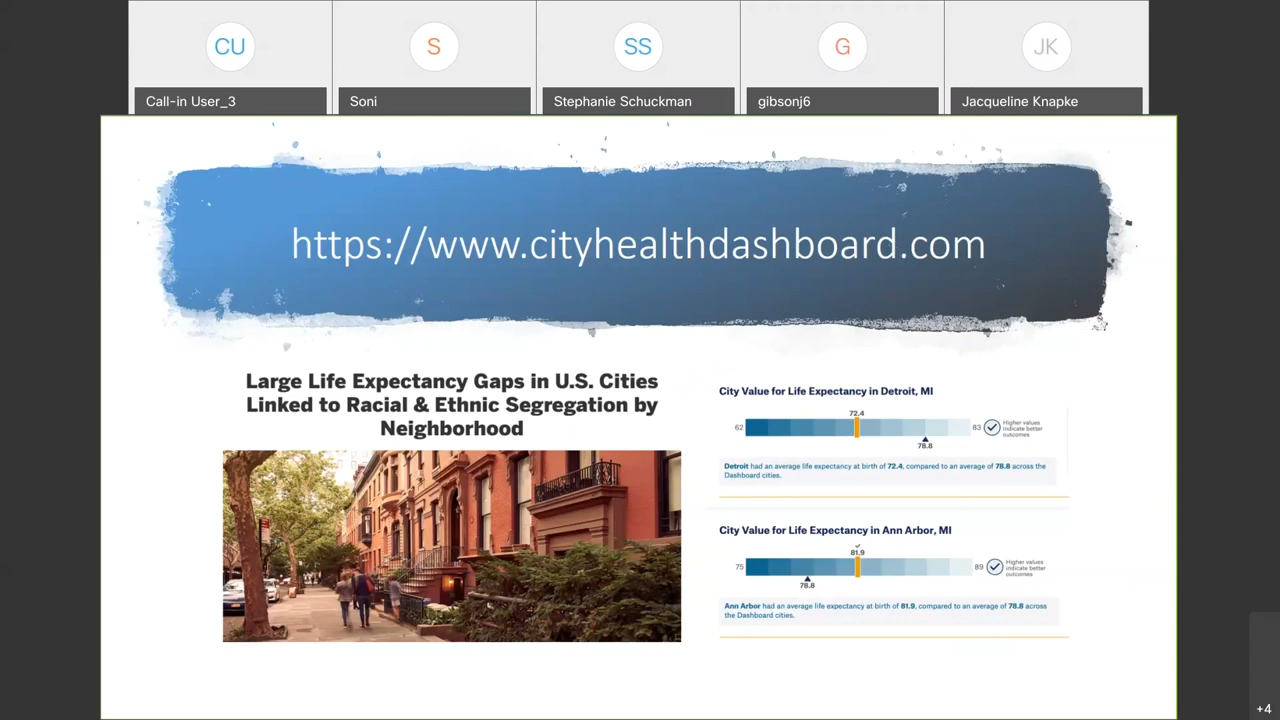 CU
S
SS
G
JK
Call-in User_3
Soni
Stephanie Schuckman
gibsonj6
Jacqueline Knapke
https://www.cityhealthdashboard.com
Large Life Expectancy Gaps in U.S. Cities
Linked to Racial & Ethnic Segregation by
Neighborhood
City Value for Life Expectancy in Detroit, MI
72.4
62
83
Higher values
indicate better
outcomes
78.8
Detroit had an average life expectancy at birth of 72.4, compared to an average of 78.8 across the
Dashboard cities.
City Value for Life Expectancy in Ann Arbor, MI
81.9
75
89
Higher values
indicate better
outcomes
78.8
Ann Arbor had an average life expectancy at birth of 81.9, compared to an average of 78.8 across
the Dashboard cities.
+4